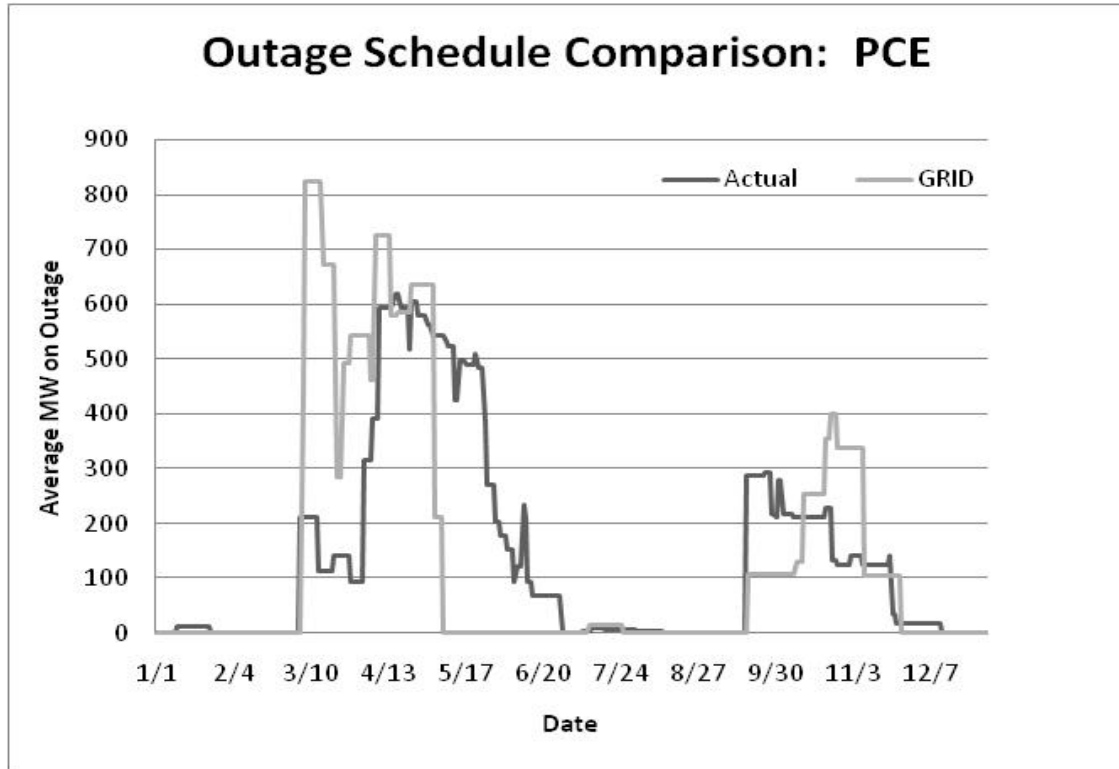 Outage Schedule Comparison: PCE
Average MW on Outage
900
800
700
600
500
400
300
200
100
0
Actual
GRID
1/1 2/4 3/10 4/13 5/17 6/20 7/24 8/27 9/30 11/3 12/7
Date